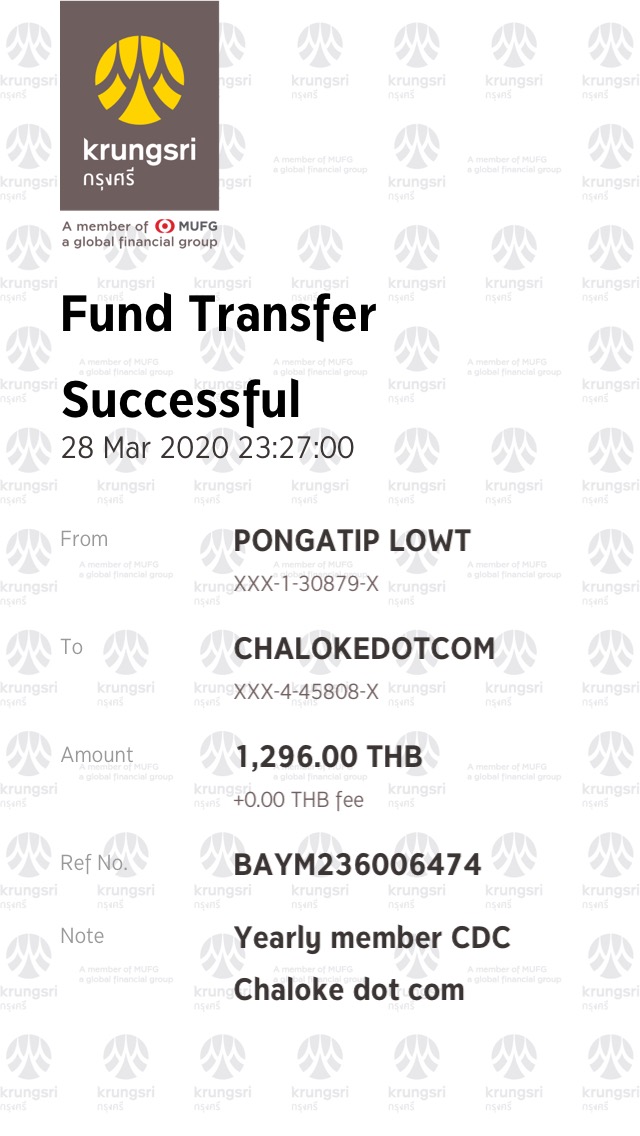 krungsri
กรุงศรี
A member of MUFG
a global financial group
Fund Transfer
Successful
28 Mar 2020 23:27:00
From PONGATIP LOWT
XXX-1-30879-X
To CHALOKEDOTCOM
XXX-4-45808-X
Amount 1,296.00 THB
+0.00 THB fee
Ref No. BAYM236006474
Note Yearly member CDC
Chaloke dot com